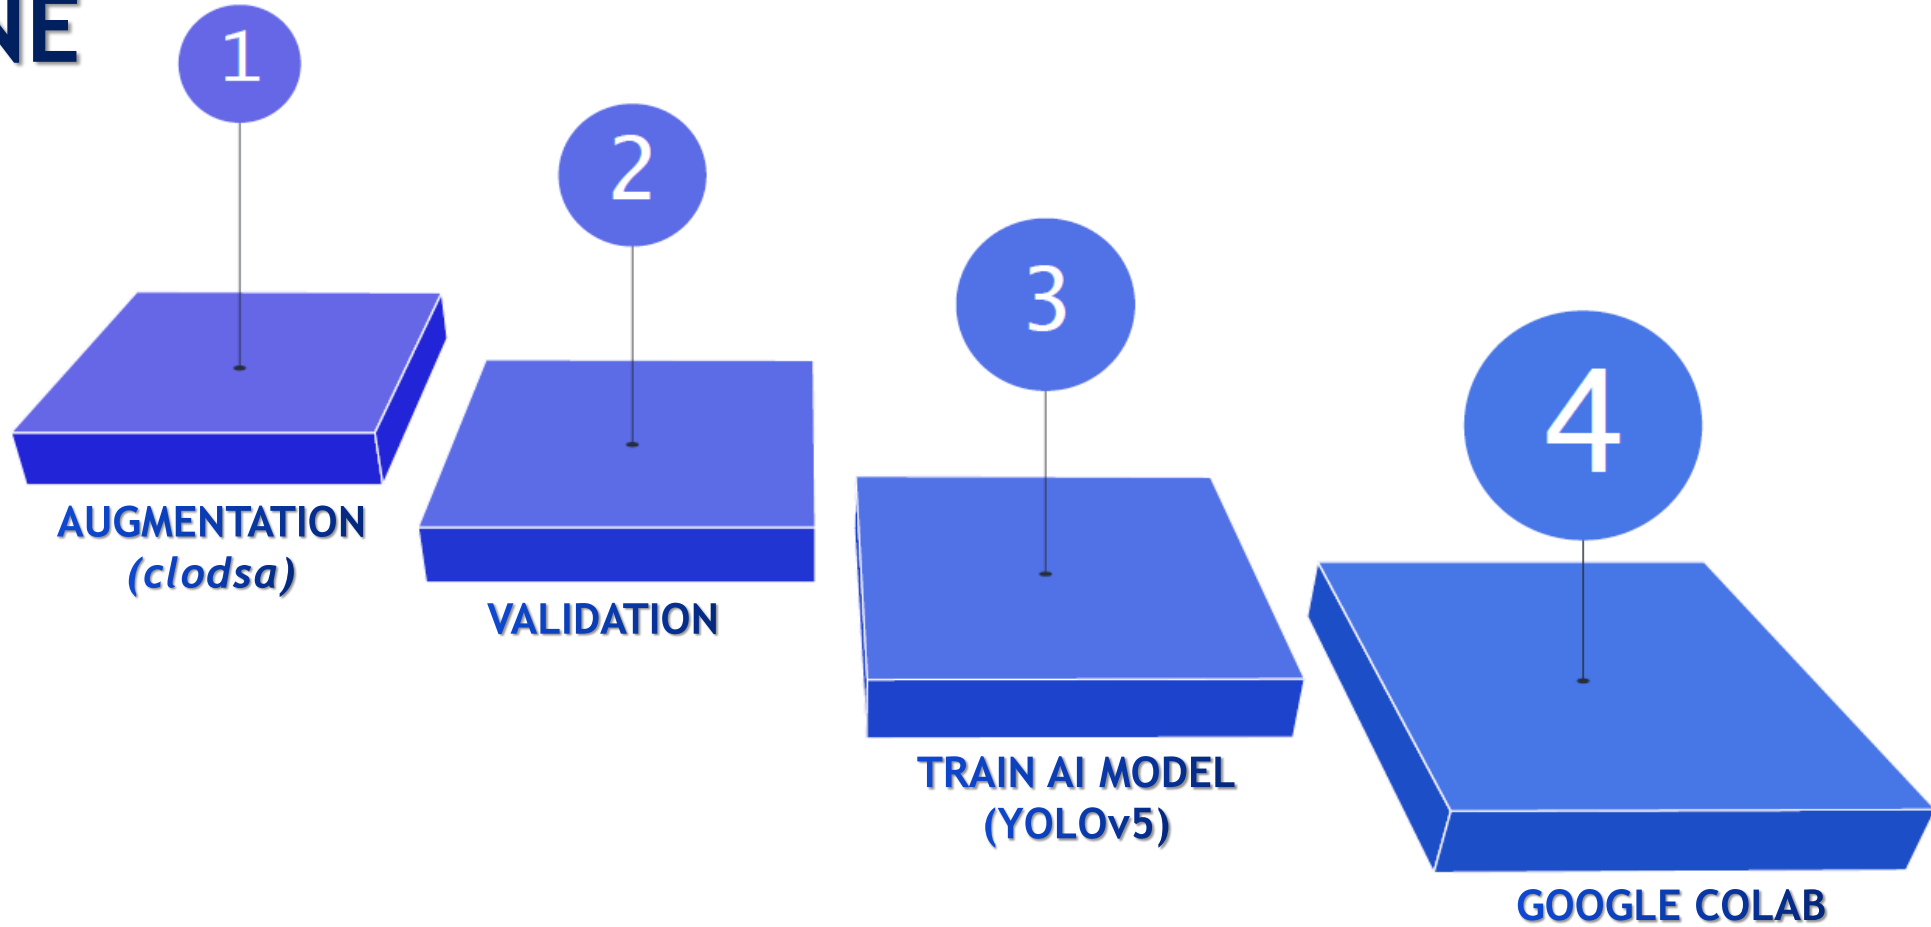 NE
1
2
3
4
AUGMENTATION
(clodsa)
VALIDATION
TRAIN AI MODEL
(YOLOv5)
GOOGLE COLAB